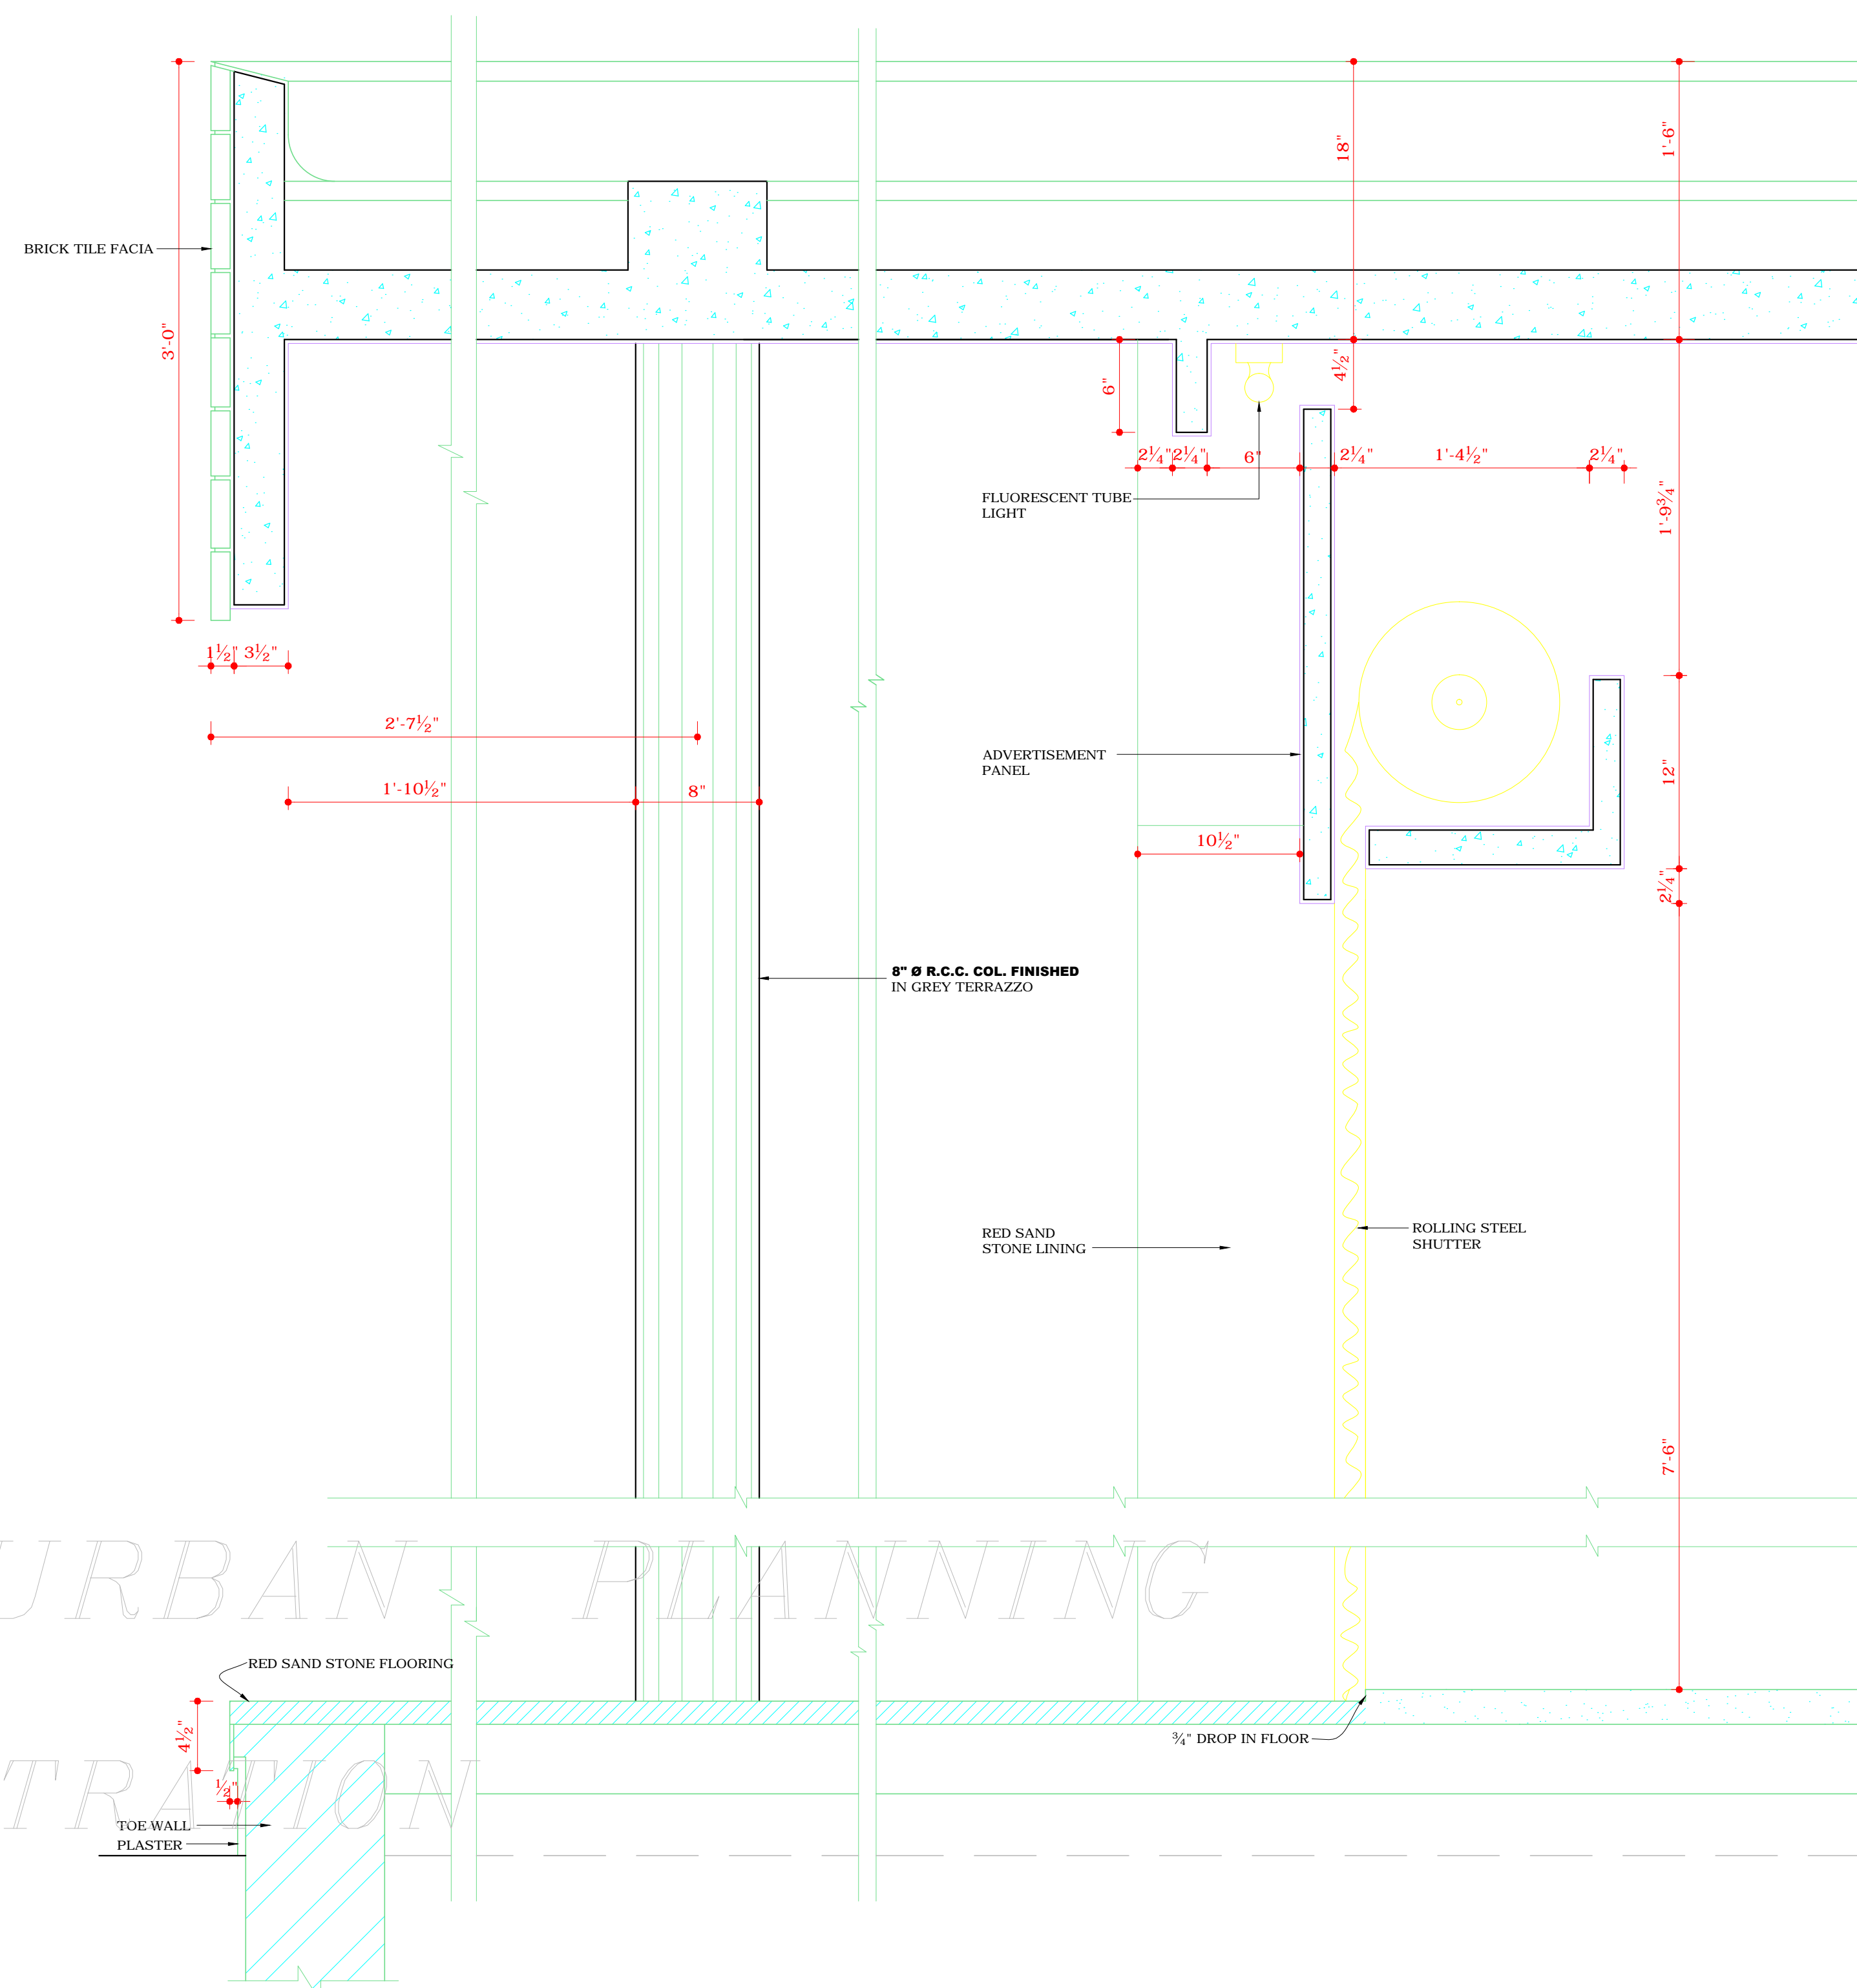 18"
1'-6"
BRICK TILE FACIA
3'-0"
4½"
6"
2¼"
2¼"
6"
2¼"
1'-4½"
2¼"
FLUORESCENT TUBE
LIGHT
1'-9¾"
1½"
3½"
2'-7½"
ADVERTISEMENT
PANEL
12"
1'-10½"
8"
10½"
2¼"
8" Ø R.C.C. COL. FINISHED
IN GREY TERRAZZO
RED SAND
STONE LINING
ROLLING STEEL
SHUTTER
7'-6"
URBAN PLANNING
RED SAND STONE FLOORING
4½"
¾" DROP IN FLOOR
TRATION
½"
TOE WALL
PLASTER